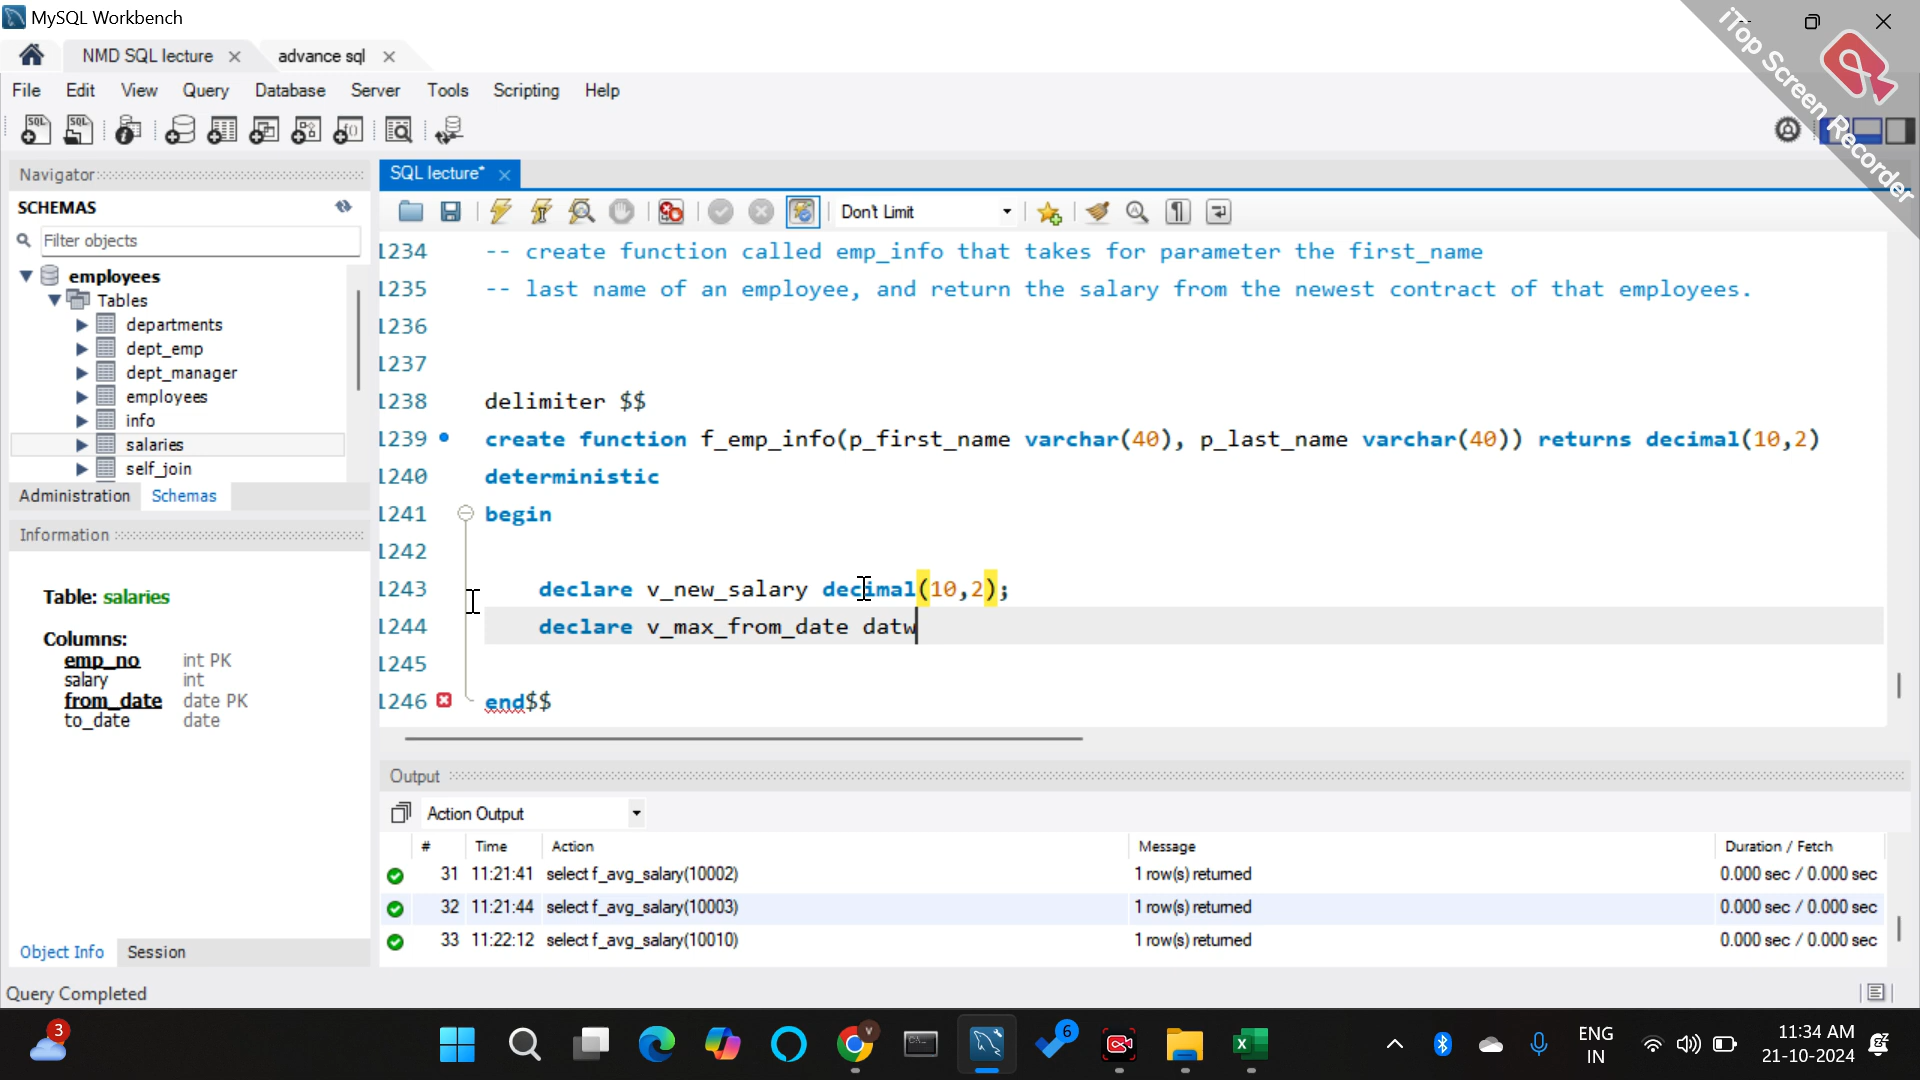 MySQL Workbench
iTop Screen Recorder
NMD SQL lecture
advance sql
File Edit View Query Database Server Tools Scripting Help
Navigator
SCHEMAS
Filter objects
employees
Tables
departments
dept_emp
dept_manager
employees
info
salaries
self_join
Administration Schemas
Information
Table: salaries
Columns:
emp_no int PK
salary int
from_date date PK
to_date date
Object Info Session
SQL lecture*
Don't Limit
1234 -- create function called emp_info that takes for parameter the first_name
1235 -- last name of an employee, and return the salary from the newest contract of that employees.
1236
1237
1238 delimiter $$
1239 create function f_emp_info(p_first_name varchar(40), p_last_name varchar(40)) returns decimal(10,2)
1240 deterministic
1241 begin
1242
1243 declare v_new_salary decimal(10,2);
1244 declare v_max_from_date datw
1245
1246 end$$
Output
Action Output
# Time Action Message Duration / Fetch
31 11:21:41 select f_avg_salary(10002) 1 row(s) returned 0.000 sec / 0.000 sec
32 11:21:44 select f_avg_salary(10003) 1 row(s) returned 0.000 sec / 0.000 sec
33 11:22:12 select f_avg_salary(10010) 1 row(s) returned 0.000 sec / 0.000 sec
Query Completed
3
V
6
ENG
IN
11:34 AM
21-10-2024